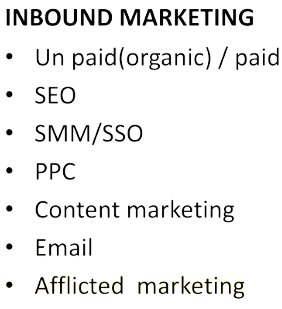 INBOUND MARKETING
• Un paid(organic) / paid
• SEO
• SMM/SSO
• PPC
• Content marketing
• Email
• Afflicted  marketing